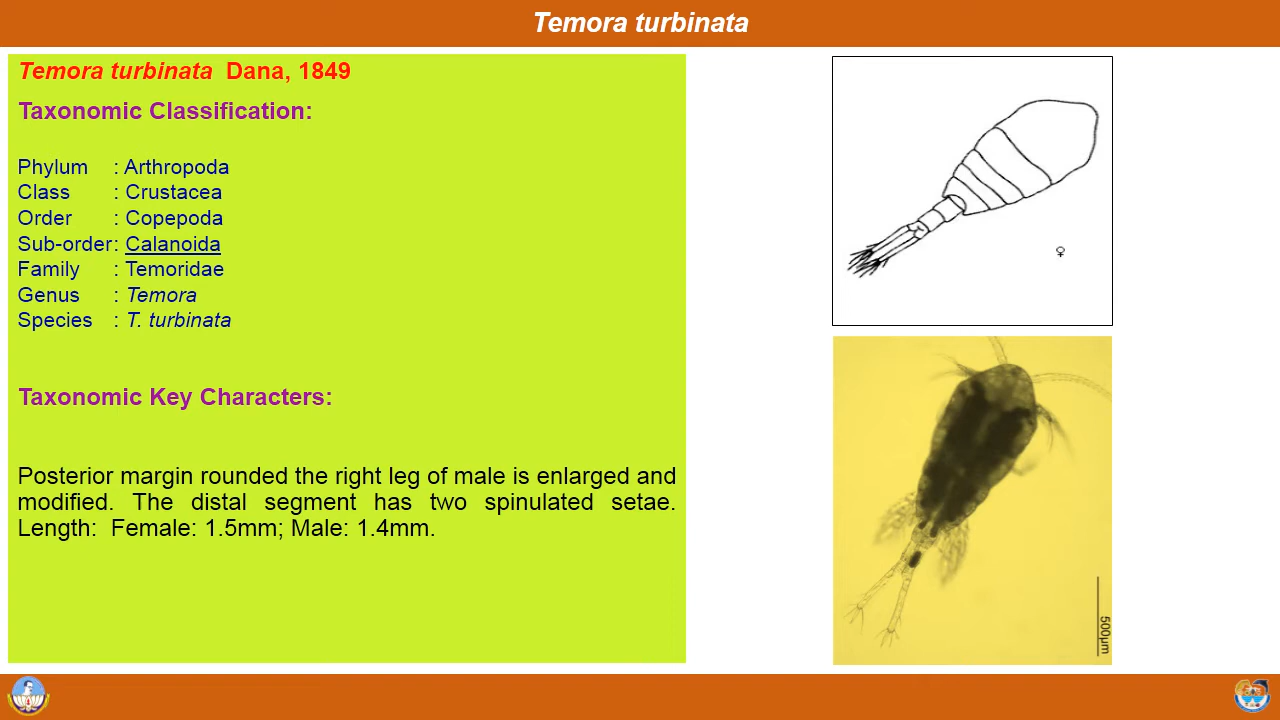 Temora turbinata
Temora turbinata Dana, 1849
Taxonomic Classification:
Phylum : Arthropoda
Class : Crustacea
Order : Copepoda
Sub-order : Calanoida
Family : Temoridae
Genus : Temora
Species : T. turbinata
Taxonomic Key Characters:
Posterior margin rounded the right leg of male is enlarged and
modified. The distal segment has two spinulated setae.
Length: Female: 1.5mm; Male: 1.4mm.
♀
500µm